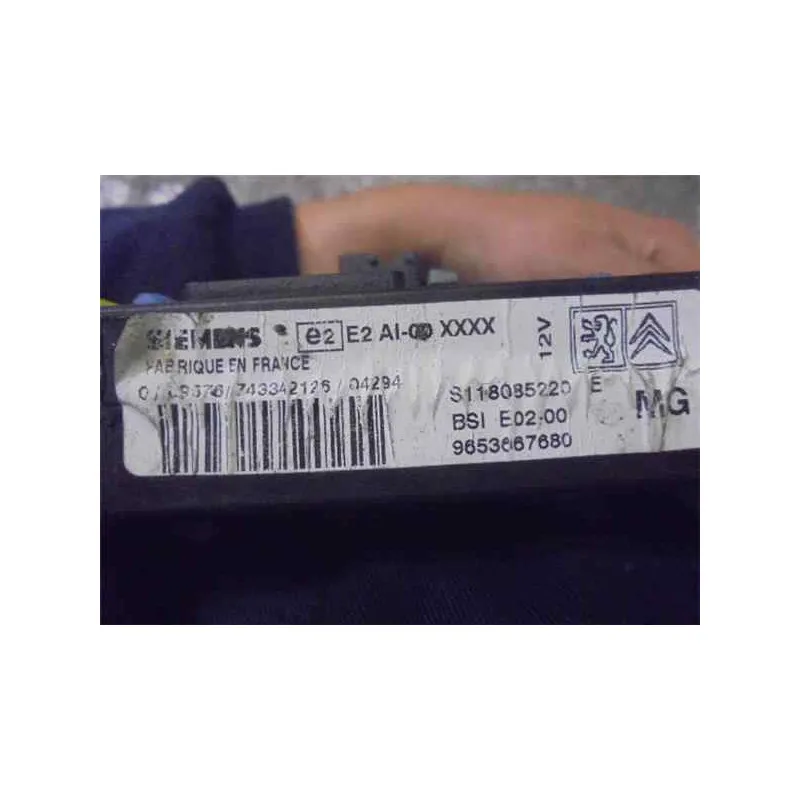 SIEMENS e2 E2 AI- XXXX
FABRIQUE EN FRANCE
743342126/04294
12V
S118085220 E
BSI E02-00
9653667680
MG